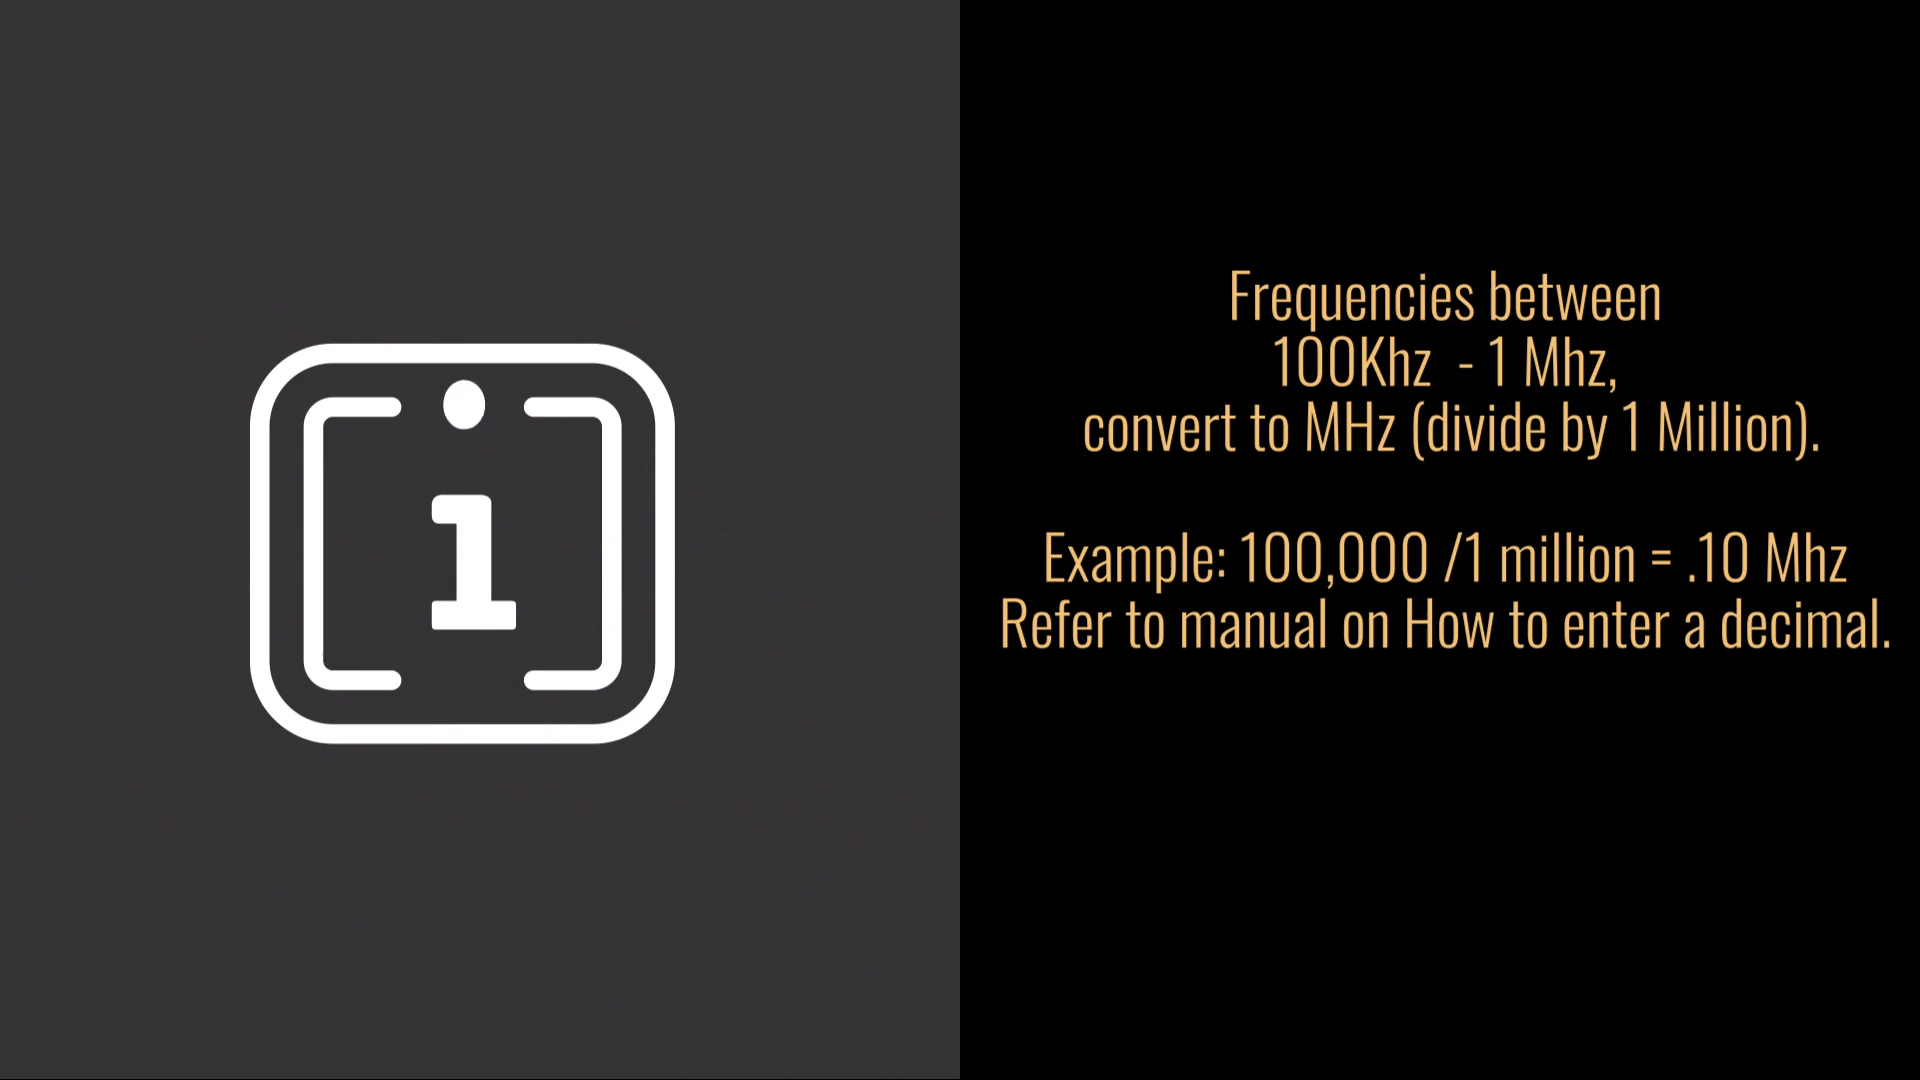 i
Frequencies between
100Khz - 1 Mhz,
convert to MHz (divide by 1 Million).
Example: 100,000 /1 million = .10 Mhz
Refer to manual on How to enter a decimal.